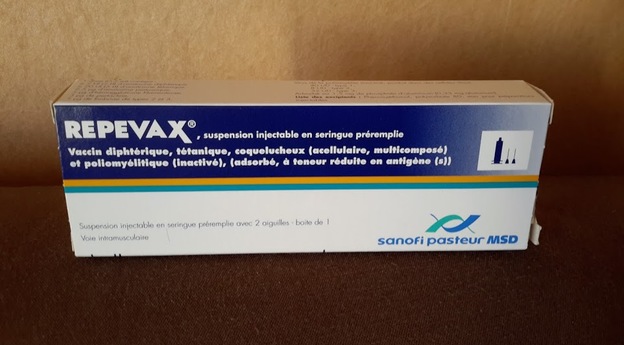 REPEVAX®, suspension injectable en seringue préremplie
Vaccin diphtérique, tétanique, coquelucheux (acellulaire, multicomposé)
et poliomyélitique (inactivé), (adsorbé, à teneur réduite en antigène (s))
Suspension injectable en seringue préremplie avec 2 aiguilles - boite de 1
Voie intramusculaire
sanofi pasteur MSD